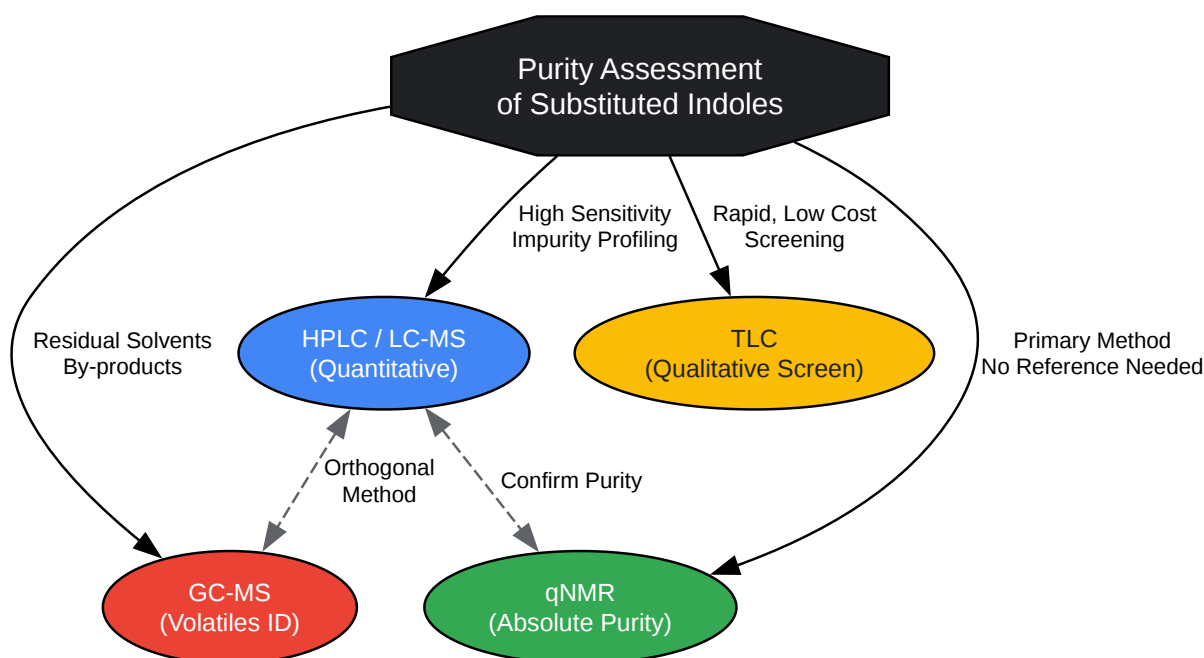 Purity Assessment
of Substituted Indoles
High Sensitivity
Impurity Profiling
Rapid, Low Cost
Screening
Residual Solvents
By-products
HPLC / LC-MS
(Quantitative)
TLC
(Qualitative Screen)
Primary Method
No Reference Needed
Orthogonal
Method
Confirm Purity
GC-MS
(Volatiles ID)
qNMR
(Absolute Purity)